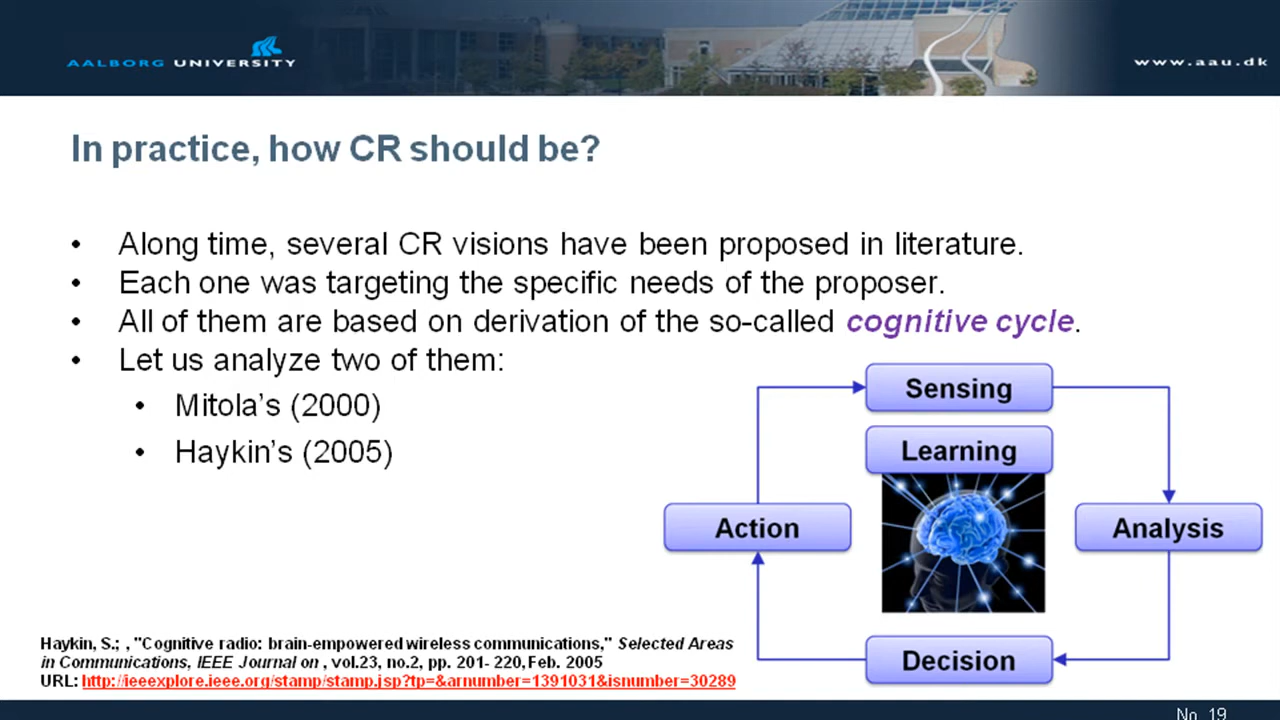 AALBORG UNIVERSITY
www.aau.dk
In practice, how CR should be?
• Along time, several CR visions have been proposed in literature.
• Each one was targeting the specific needs of the proposer.
• All of them are based on derivation of the so-called cognitive cycle.
• Let us analyze two of them:
• Mitola's (2000)
• Haykin's (2005)
Sensing
Learning
Action
Analysis
Decision
Haykin, S.; , "Cognitive radio: brain-empowered wireless communications," Selected Areas
in Communications, IEEE Journal on , vol.23, no.2, pp. 201- 220, Feb. 2005
URL: http://ieeexplore.ieee.org/stamp/stamp.jsp?tp=&arnumber=1391031&isnumber=30289
No. 19